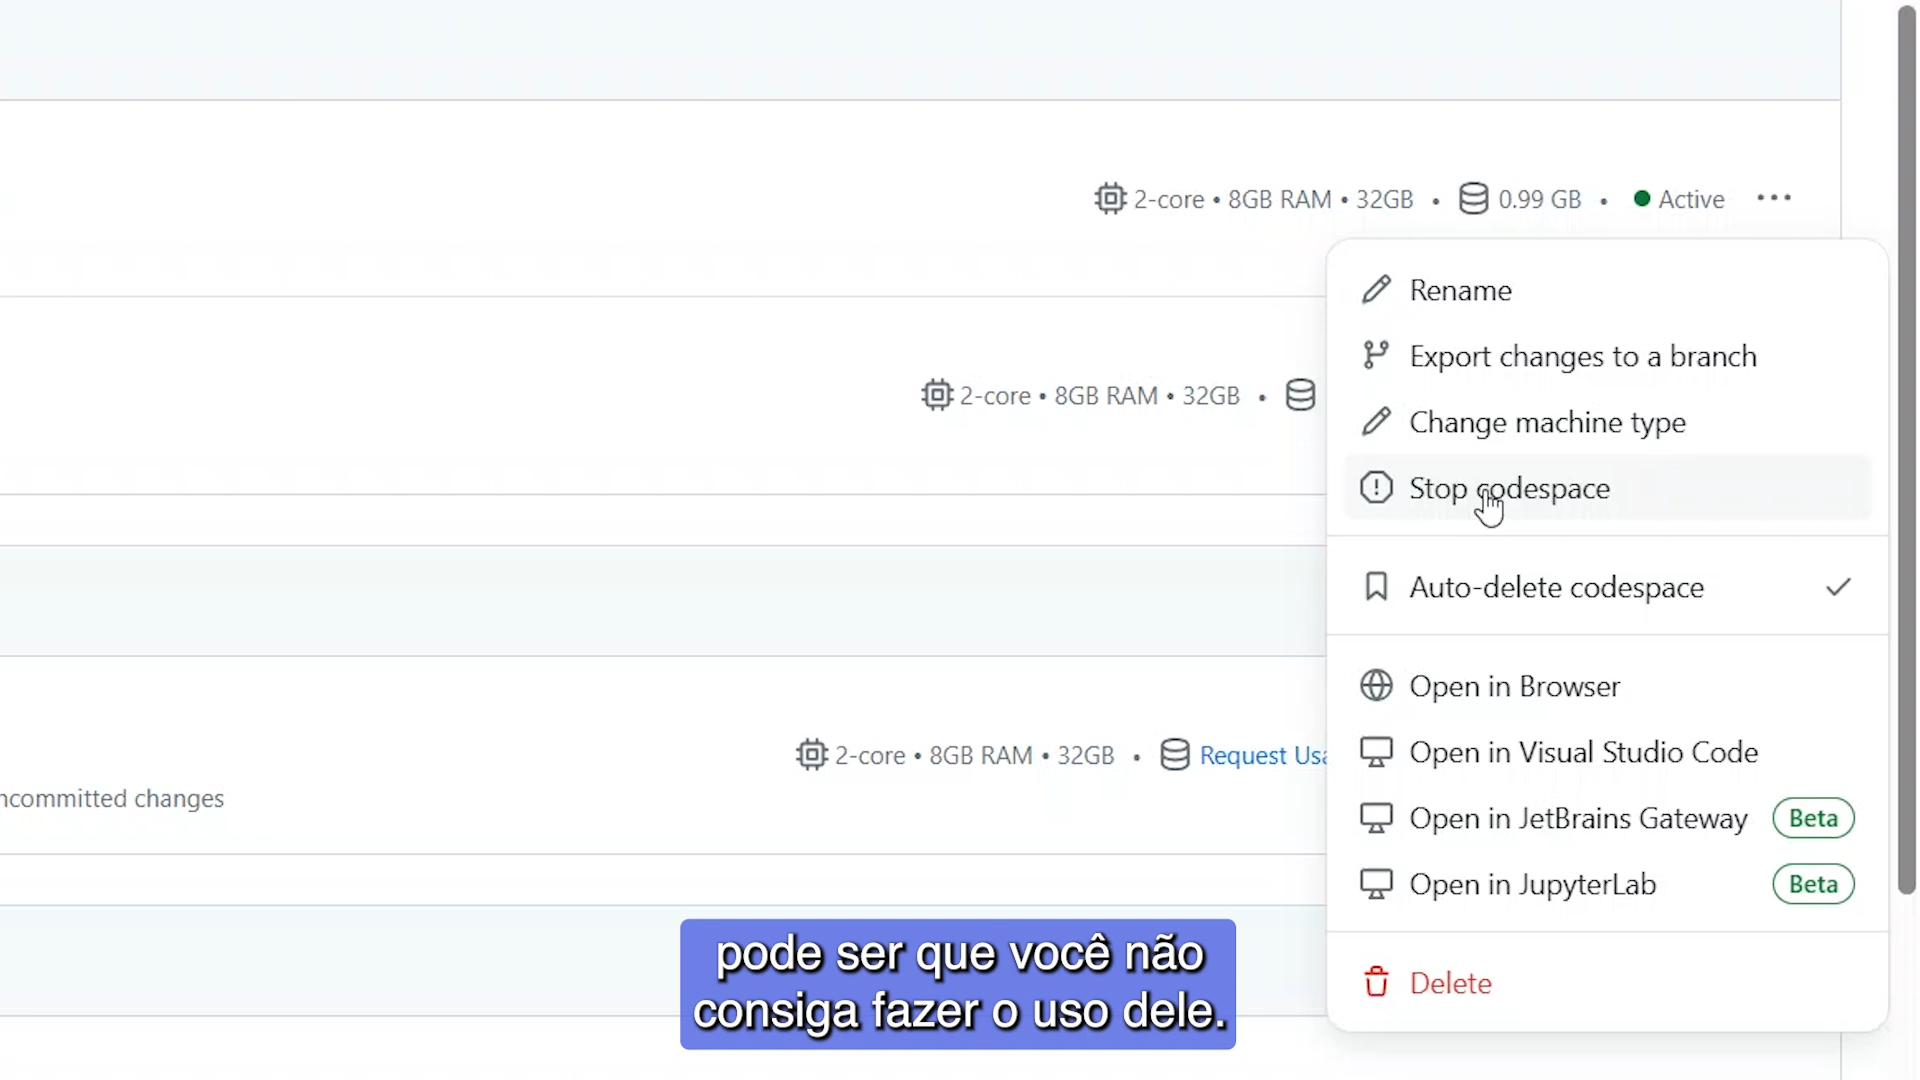 2-core • 8GB RAM • 32GB • 0.99 GB • Active ...
Rename
Export changes to a branch
2-core • 8GB RAM • 32GB •
Change machine type
Stop codespace
Auto-delete codespace
Open in Browser
2-core • 8GB RAM • 32GB • Request
Open in Visual Studio Code
changes
Open in JetBrains Gateway Beta
Open in JupyterLab Beta
pode ser que você não
consiga fazer o uso dele.
Delete